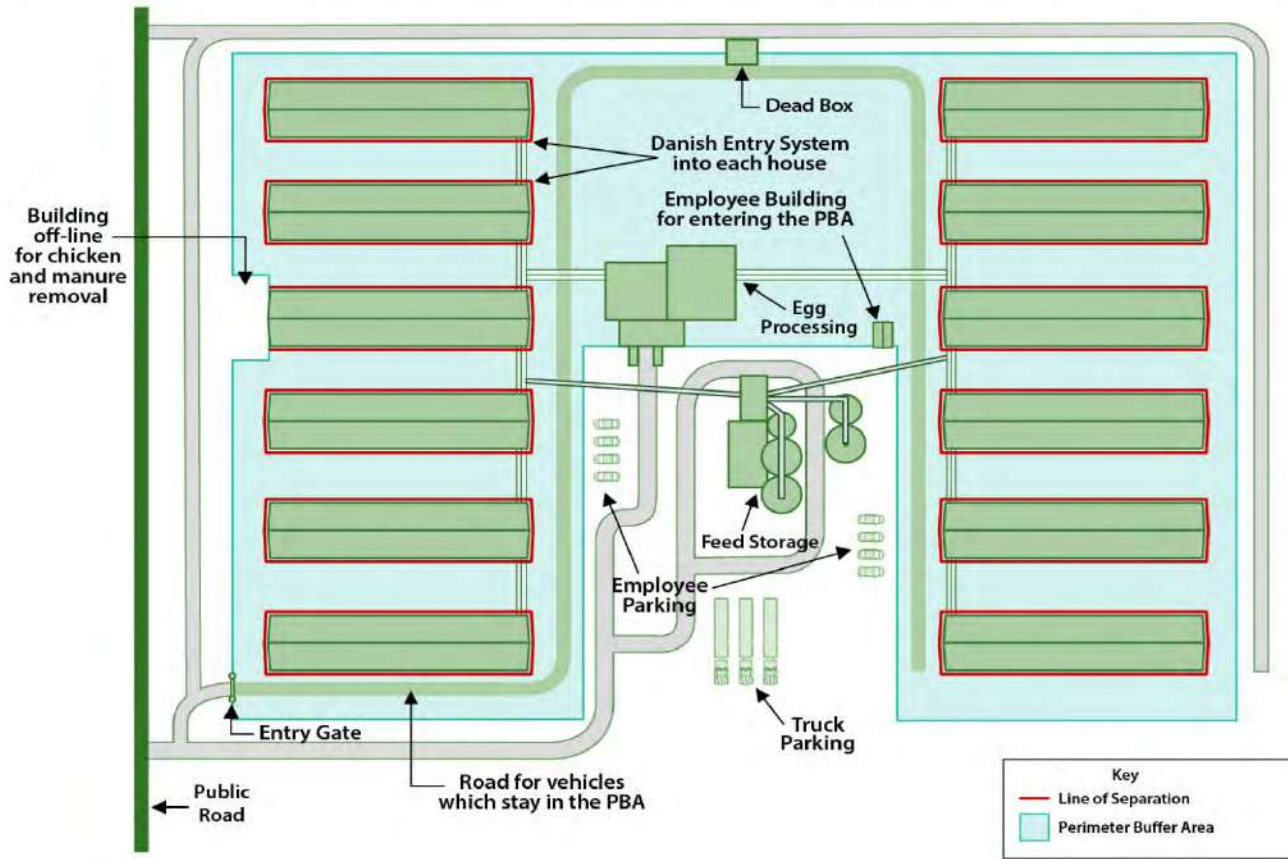 Dead Box
Danish Entry System
into each house
Employee Building
for entering the PBA
Building
off-line
for chicken
and manure
removal
Egg
Processing
Feed Storage
Employee
Parking
Truck
Parking
Entry Gate
Road for vehicles
which stay in the PBA
Public
Road
Key
Line of Separation
Perimeter Buffer Area